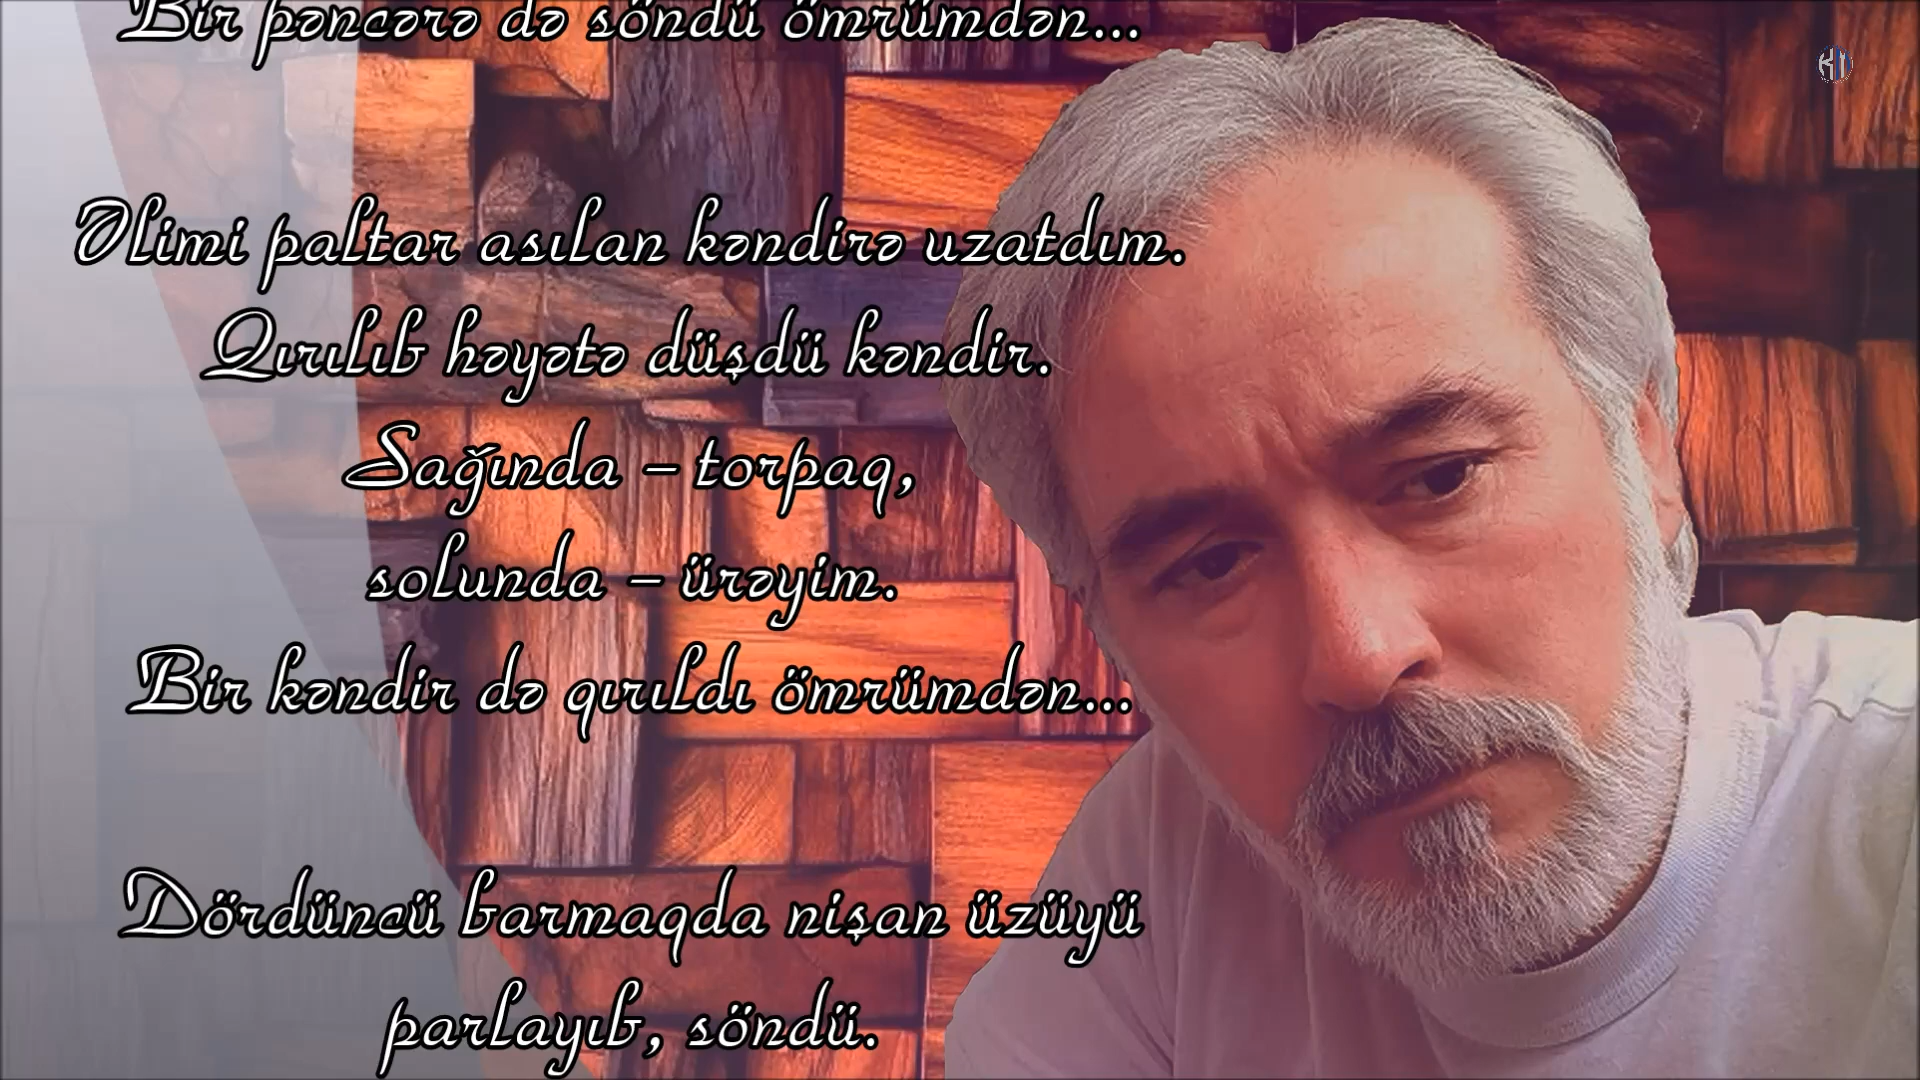 Bir pəncərə də söndü ömrümdən...
Əlimi paltar asılan kəndirə uzatdım.
Qırılıb həyətə düşdü kəndir.
Sağında – torpaq,
solunda – ürəyim.
Bir kəndir də qırıldı ömrümdən...
Dördüncü barmaqda nişan üzüyü
parlayıb, söndü.